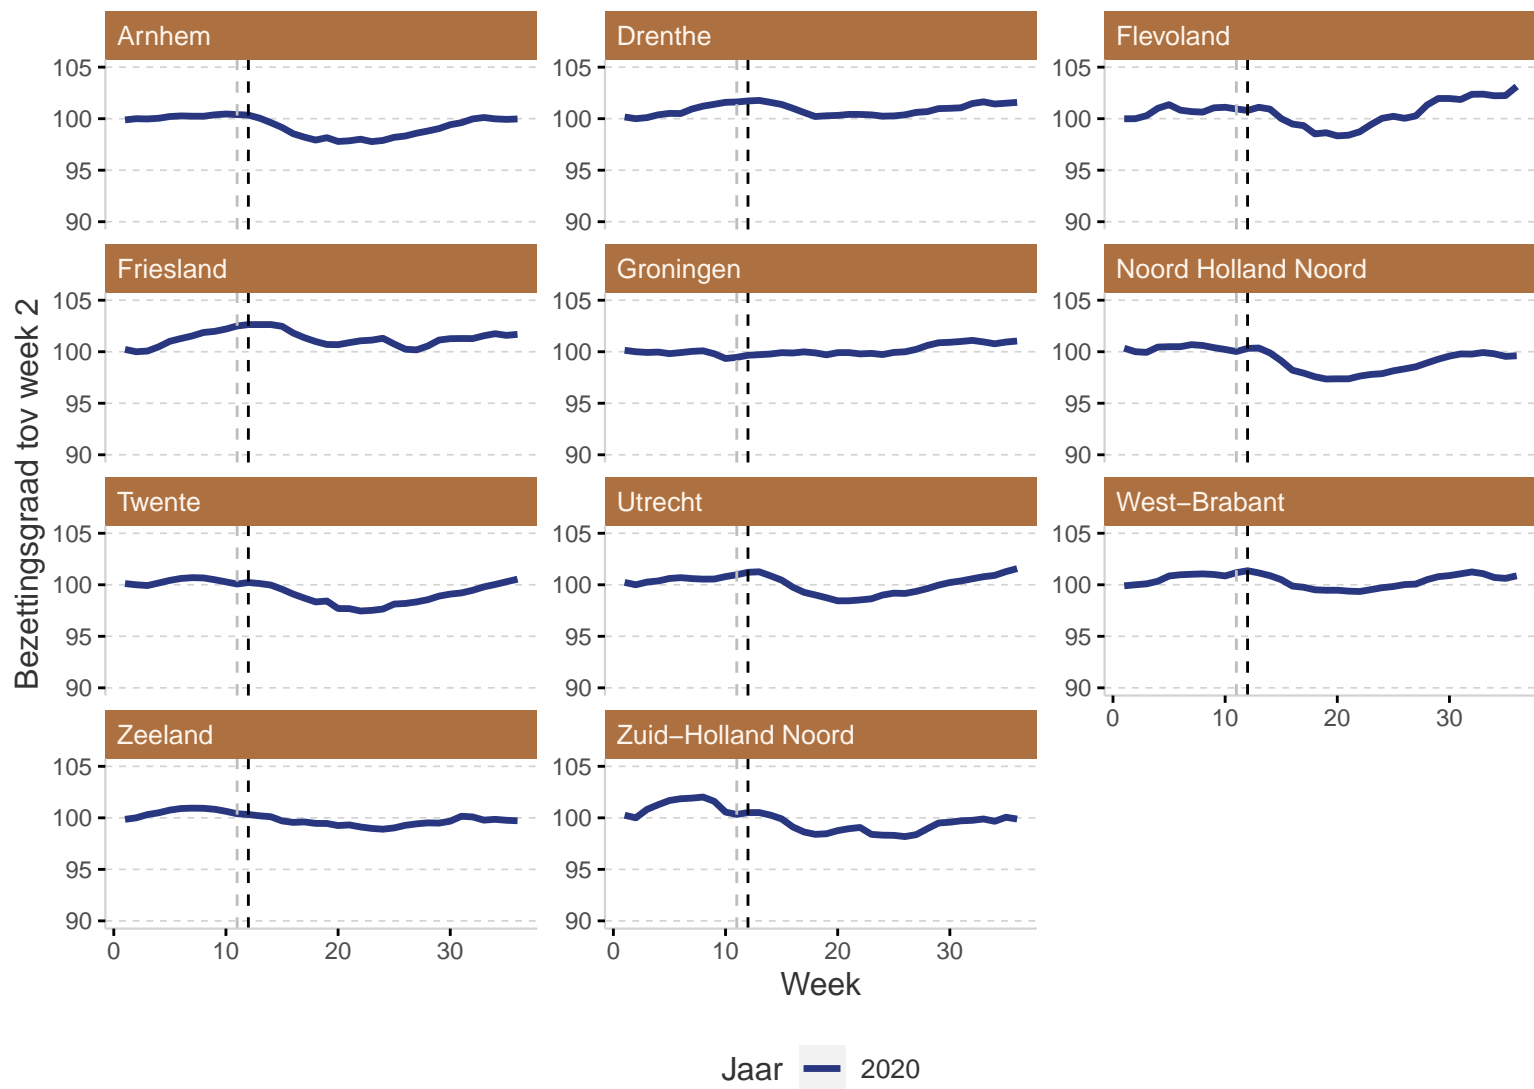 Arnhem
Drenthe
Flevoland
105
100
95
90
105
100
95
90
105
100
95
90
Friesland
Groningen
Noord Holland Noord
105
100
95
90
105
100
95
90
105
100
95
90
Twente
Utrecht
West–Brabant
105
100
95
90
105
100
95
90
105
100
95
90
0 10 20 30
Zeeland
Zuid–Holland Noord
105
100
95
90
105
100
95
90
0 10 20 30
0 10 20 30
Bezettingsgraad tov week 2
Week
Jaar 2020